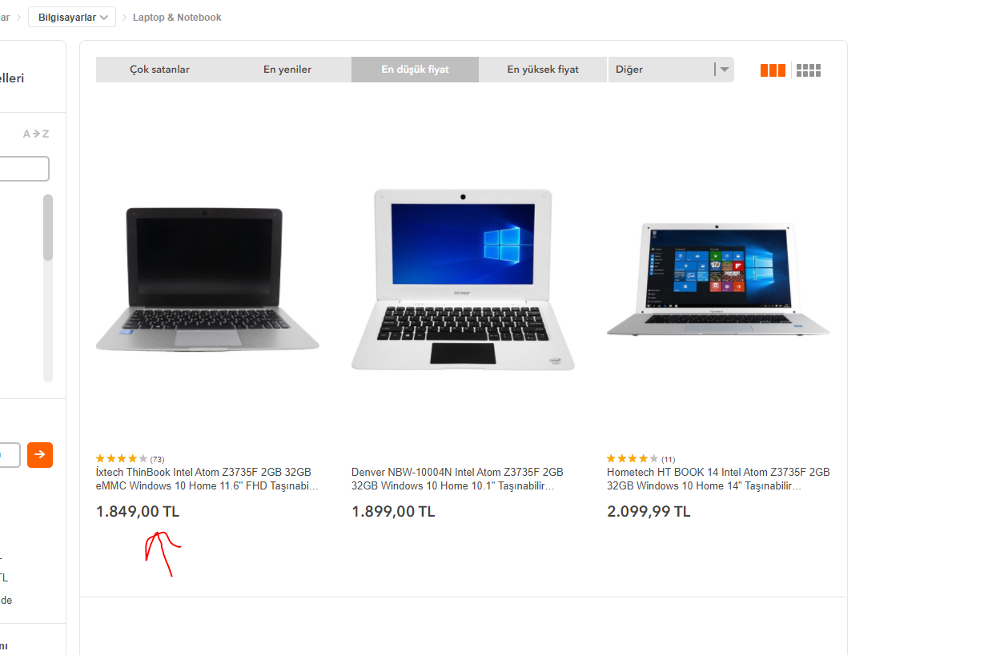 ar
Bilgisayarlar
Laptop & Notebook
elleri
A Z
Çok satanlar
En yeniler
En düşük fiyat
En yüksek fiyat
Diğer
DENVER
Hometech
(73)
İxtech ThinBook Intel Atom Z3735F 2GB 32GB
eMMC Windows 10 Home 11.6" FHD Taşınabi...
1.849,00 TL
Denver NBW-10004N Intel Atom Z3735F 2GB
32GB Windows 10 Home 10.1" Taşınabilir...
1.899,00 TL
(11)
Hometech HT BOOK 14 Intel Atom Z3735F 2GB
32GB Windows 10 Home 14" Taşınabilir...
2.099,99 TL
TL
de
nı